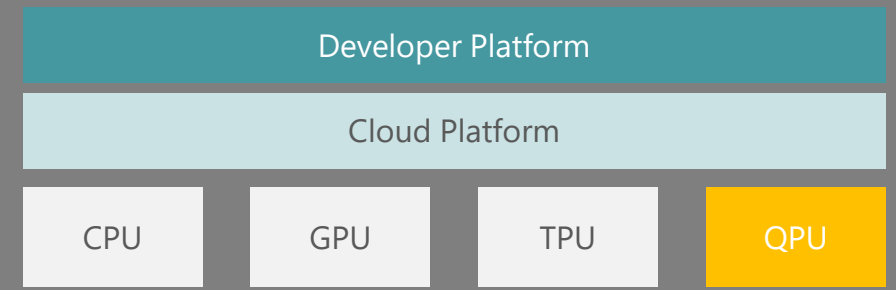 Developer Platform
Cloud Platform
CPU
GPU
TPU
QPU